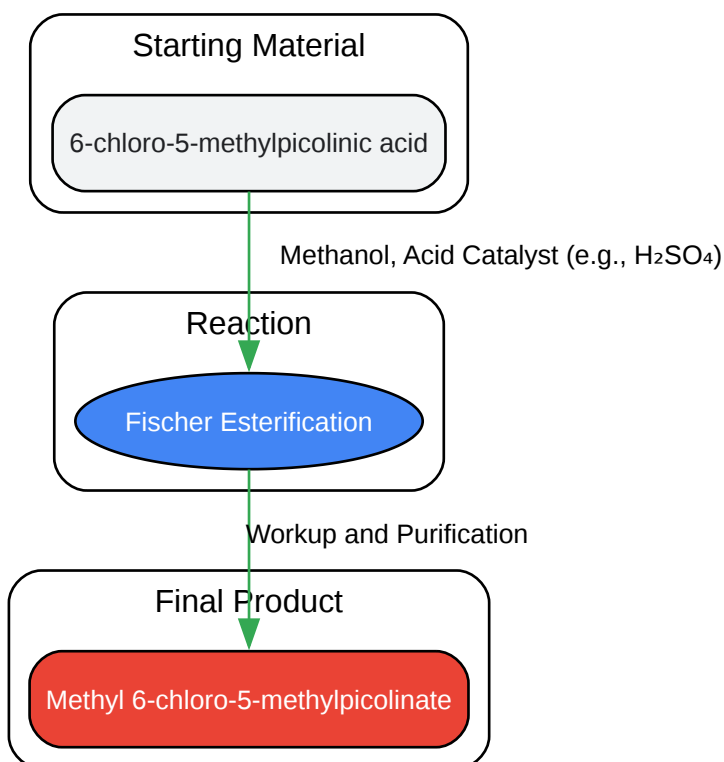 Starting Material
6-chloro-5-methylpicolinic acid
Methanol, Acid Catalyst (e.g., H₂SO₄)
Reaction
Fischer Esterification
Workup and Purification
Final Product
Methyl 6-chloro-5-methylpicolinate